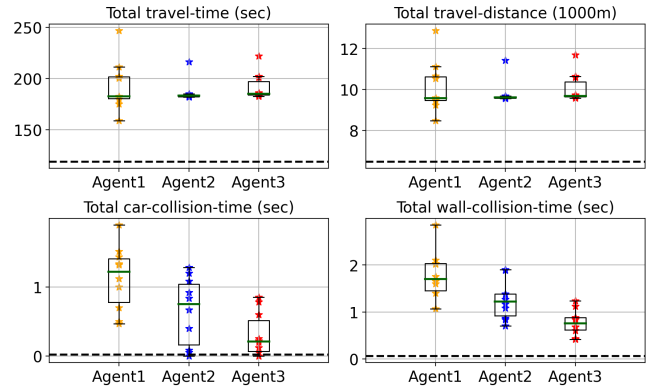 Total travel-time (sec)
250
200
150
Agent1 Agent2 Agent3
Total travel-distance (1000m)
12
10
8
Agent1 Agent2 Agent3
Total car-collision-time (sec)
1
0
Agent1 Agent2 Agent3
Total wall-collision-time (sec)
2
1
0
Agent1 Agent2 Agent3